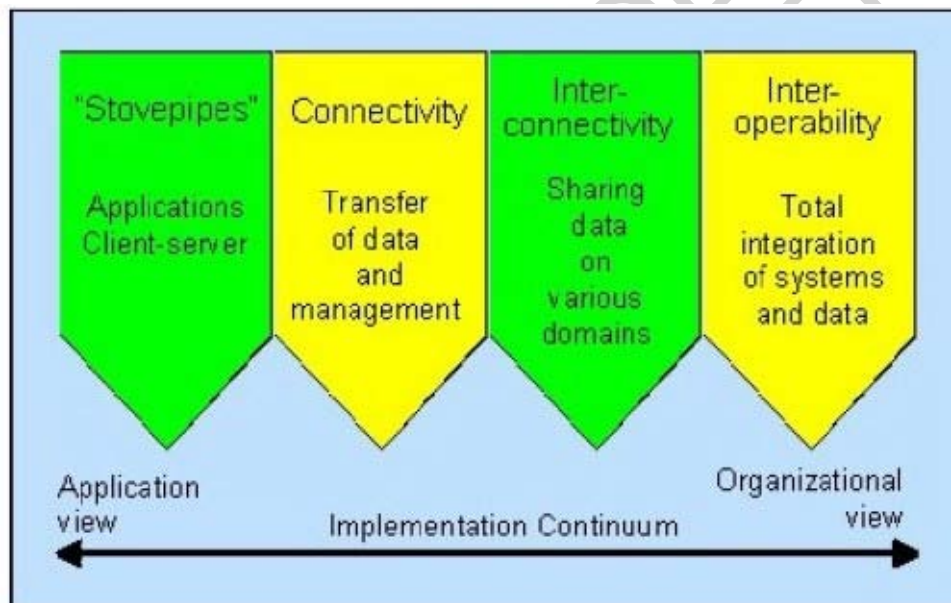 "Stovepipes"
Applications
Client-server
Connectivity
Transfer
of data
and
management
Inter-
connectivity
Sharing
data
on
various
domains
Inter-
operability
Total
integration
of systems
and data
Application
view
Implementation Continuum
Organizational
view